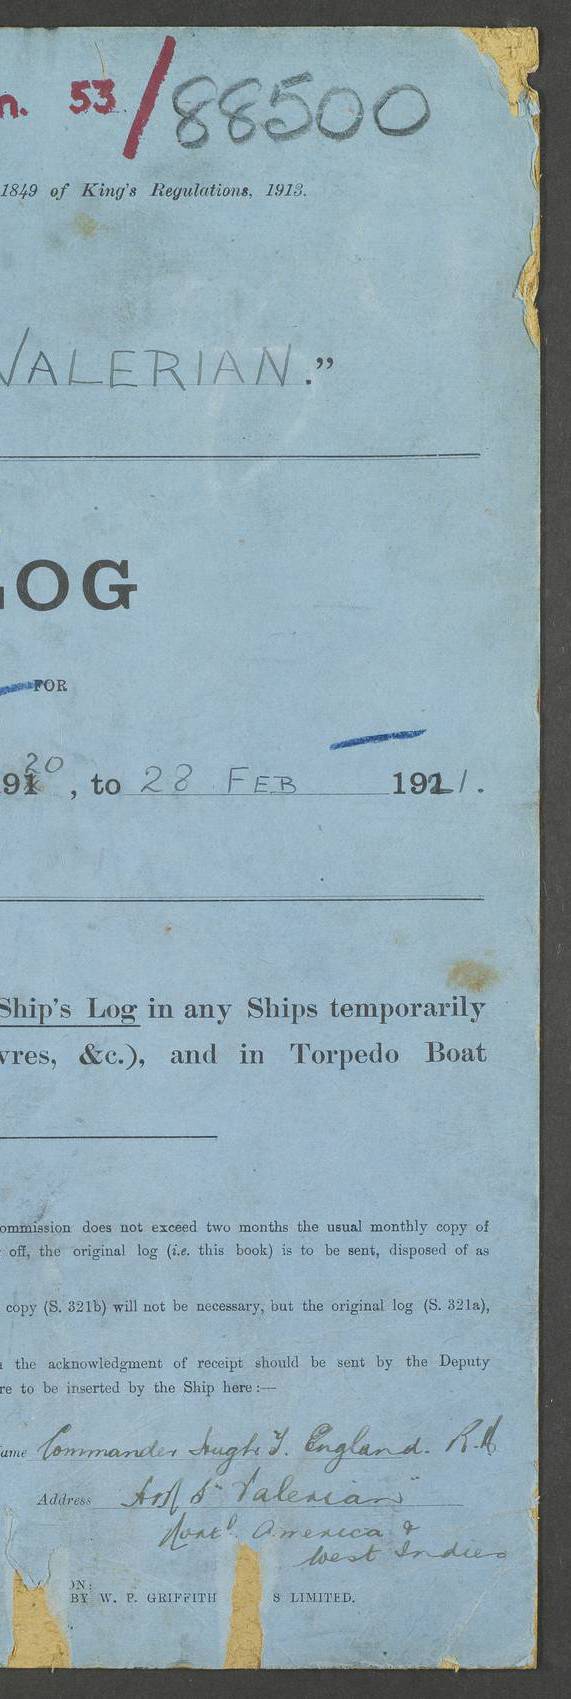 n. 53/88500
1849 of King's Regulations, 1913.
VALERIAN."
LOG
FOR
1920, to 28 FEB 1921.
Ship's Log in any Ships temporarily
vres, &c.), and in Torpedo Boat
ommission does not exceed two months the usual monthly copy of
off, the original log (i.e. this book) is to be sent, disposed of as
copy (S. 321b) will not be necessary, but the original log (S. 321a),
the acknowledgment of receipt should be sent by the Deputy
re to be inserted by the Ship here:—
ame Commander Hugh T. England. R.N
Address H.M.S "Valerian"
North America &
West Indies
ON:
BY W. P. GRIFFITH S LIMITED.